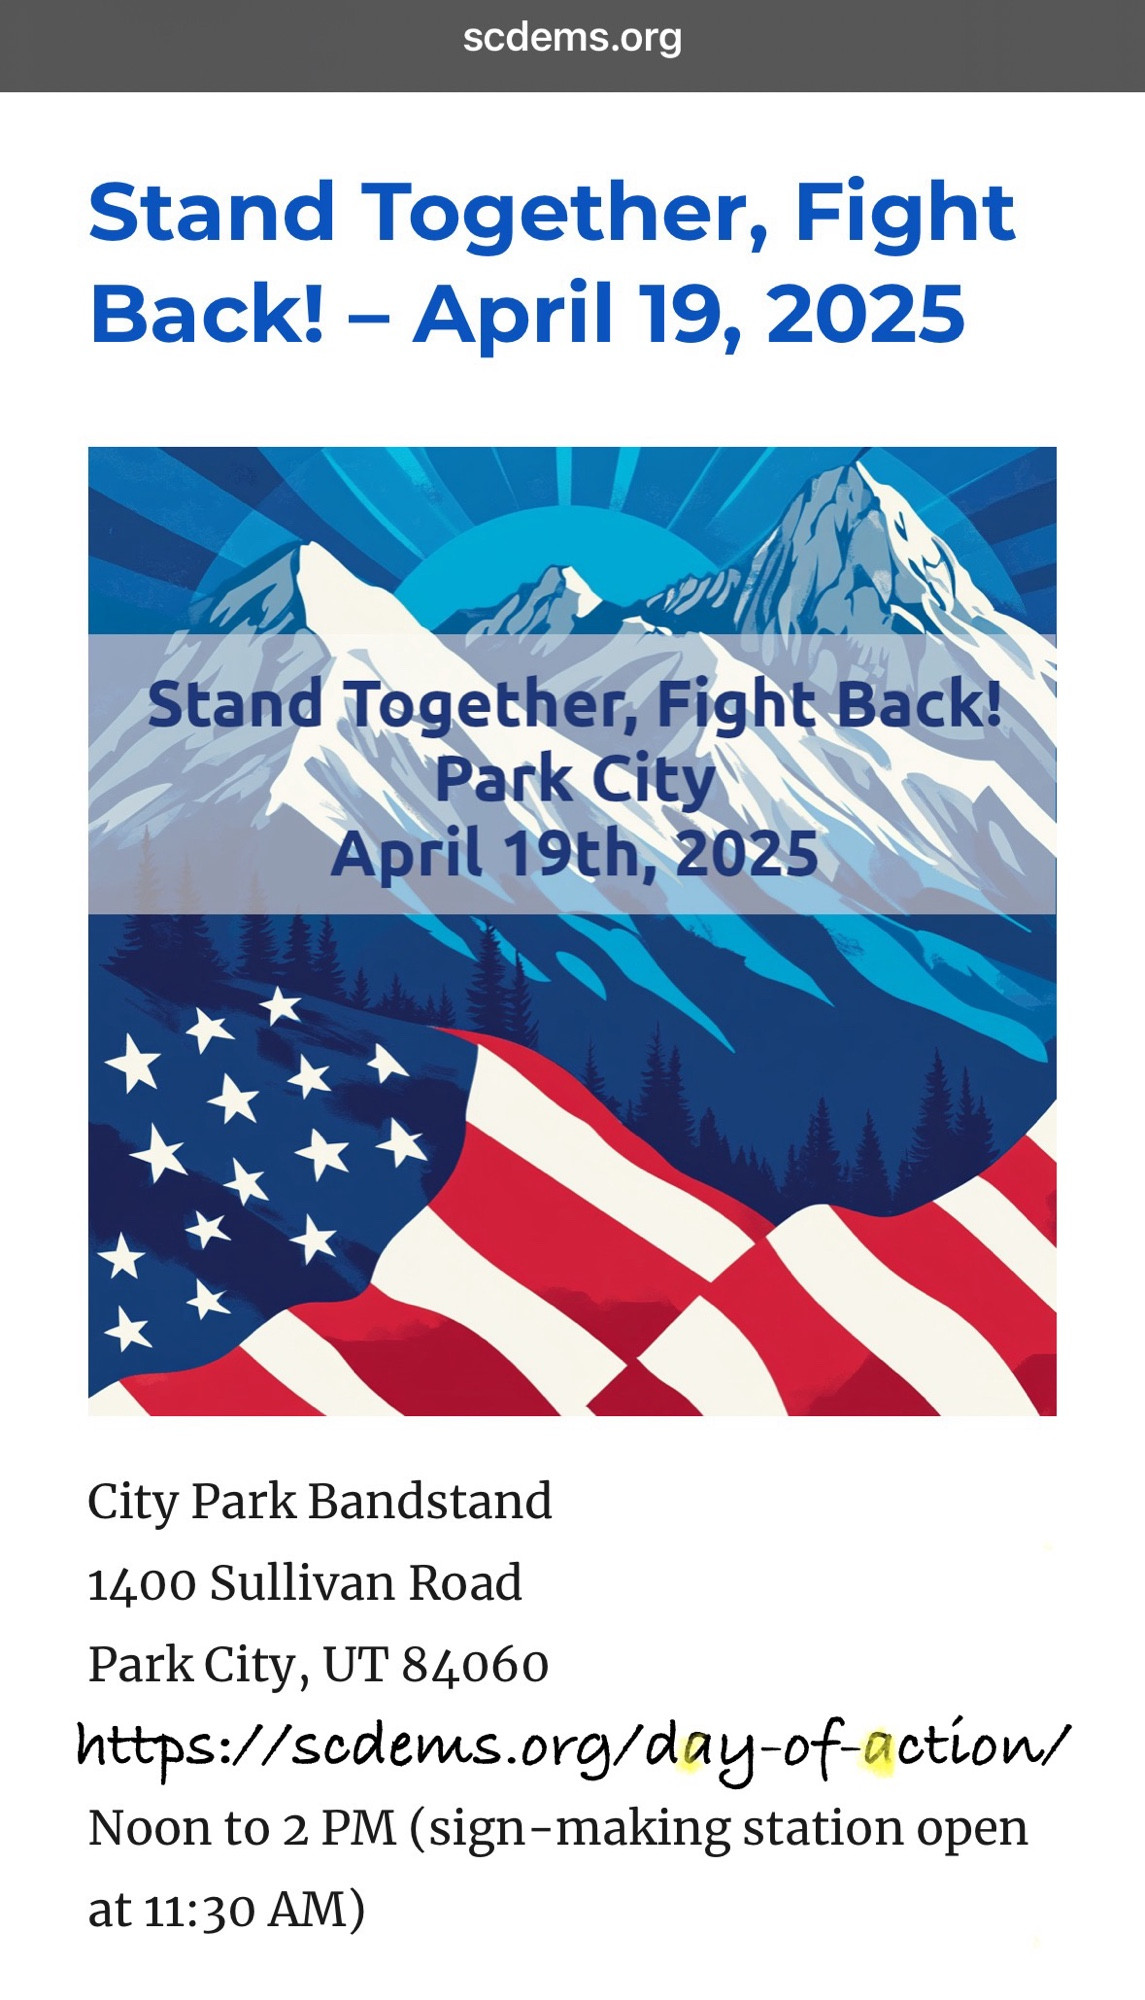 scdems.org
Stand Together, Fight
Back! – April 19, 2025
Stand Together, Fight Back!
Park City
April 19th, 2025
City Park Bandstand
1400 Sullivan Road
Park City, UT 84060
https://scdems.org/day-of-action/
Noon to 2 PM (sign-making station open
at 11:30 AM)